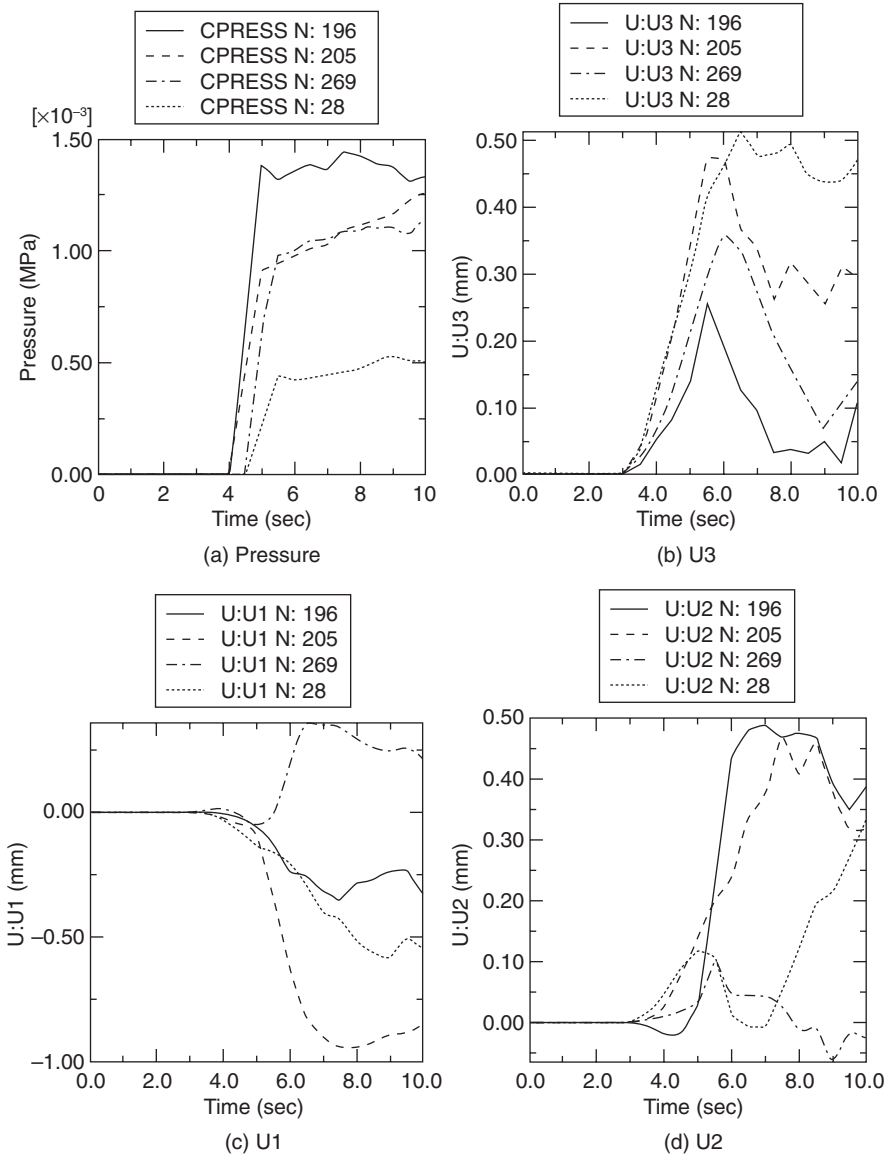 CPRESS N: 196
CPRESS N: 205
CPRESS N: 269
CPRESS N: 28
[×10⁻³]
1.50
1.00
0.50
0.00
Pressure (MPa)
0 2 4 6 8 10
Time (sec)
(a) Pressure
U:U3 N: 196
U:U3 N: 205
U:U3 N: 269
U:U3 N: 28
0.50
0.40
0.30
0.20
0.10
0.00
U:U3 (mm)
0.0 2.0 4.0 6.0 8.0 10.0
Time (sec)
(b) U3
U:U1 N: 196
U:U1 N: 205
U:U1 N: 269
U:U1 N: 28
0.00
−0.50
−1.00
U:U1 (mm)
0.0 2.0 4.0 6.0 8.0 10.0
Time (sec)
(c) U1
U:U2 N: 196
U:U2 N: 205
U:U2 N: 269
U:U2 N: 28
0.50
0.40
0.30
0.20
0.10
0.00
U:U2 (mm)
0.0 2.0 4.0 6.0 8.0 10.0
Time (sec)
(d) U2